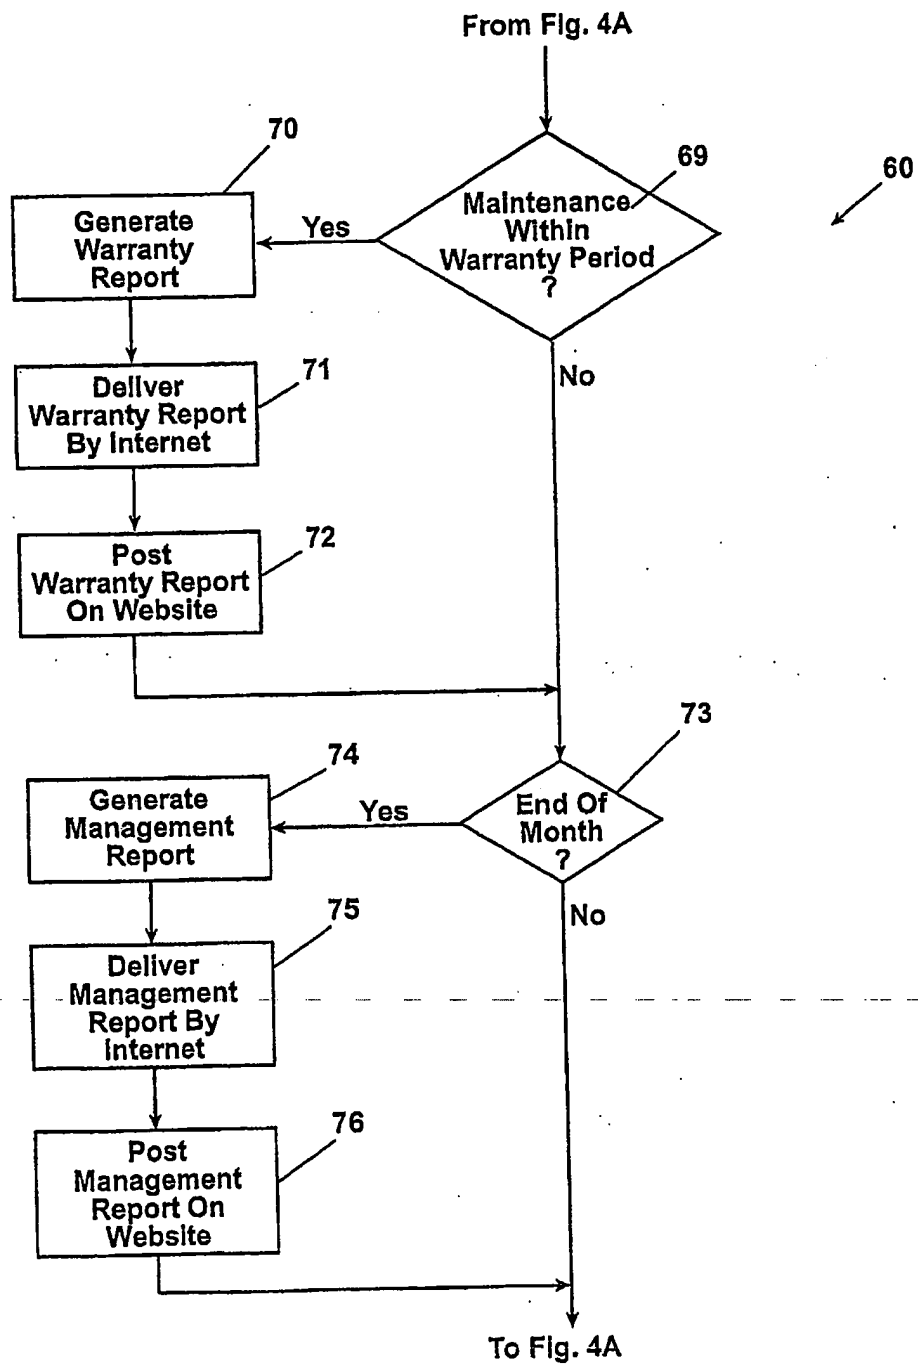 From Fig. 4A
70
69
60
Maintenance
Within
Warranty Period
?
Yes
Generate
Warranty
Report
No
71
Deliver
Warranty Report
By Internet
72
Post
Warranty Report
On Website
73
End Of
Month
?
Yes
74
Generate
Management
Report
No
75
Deliver
Management
Report By
Internet
76
Post
Management
Report On
Website
To Fig. 4A